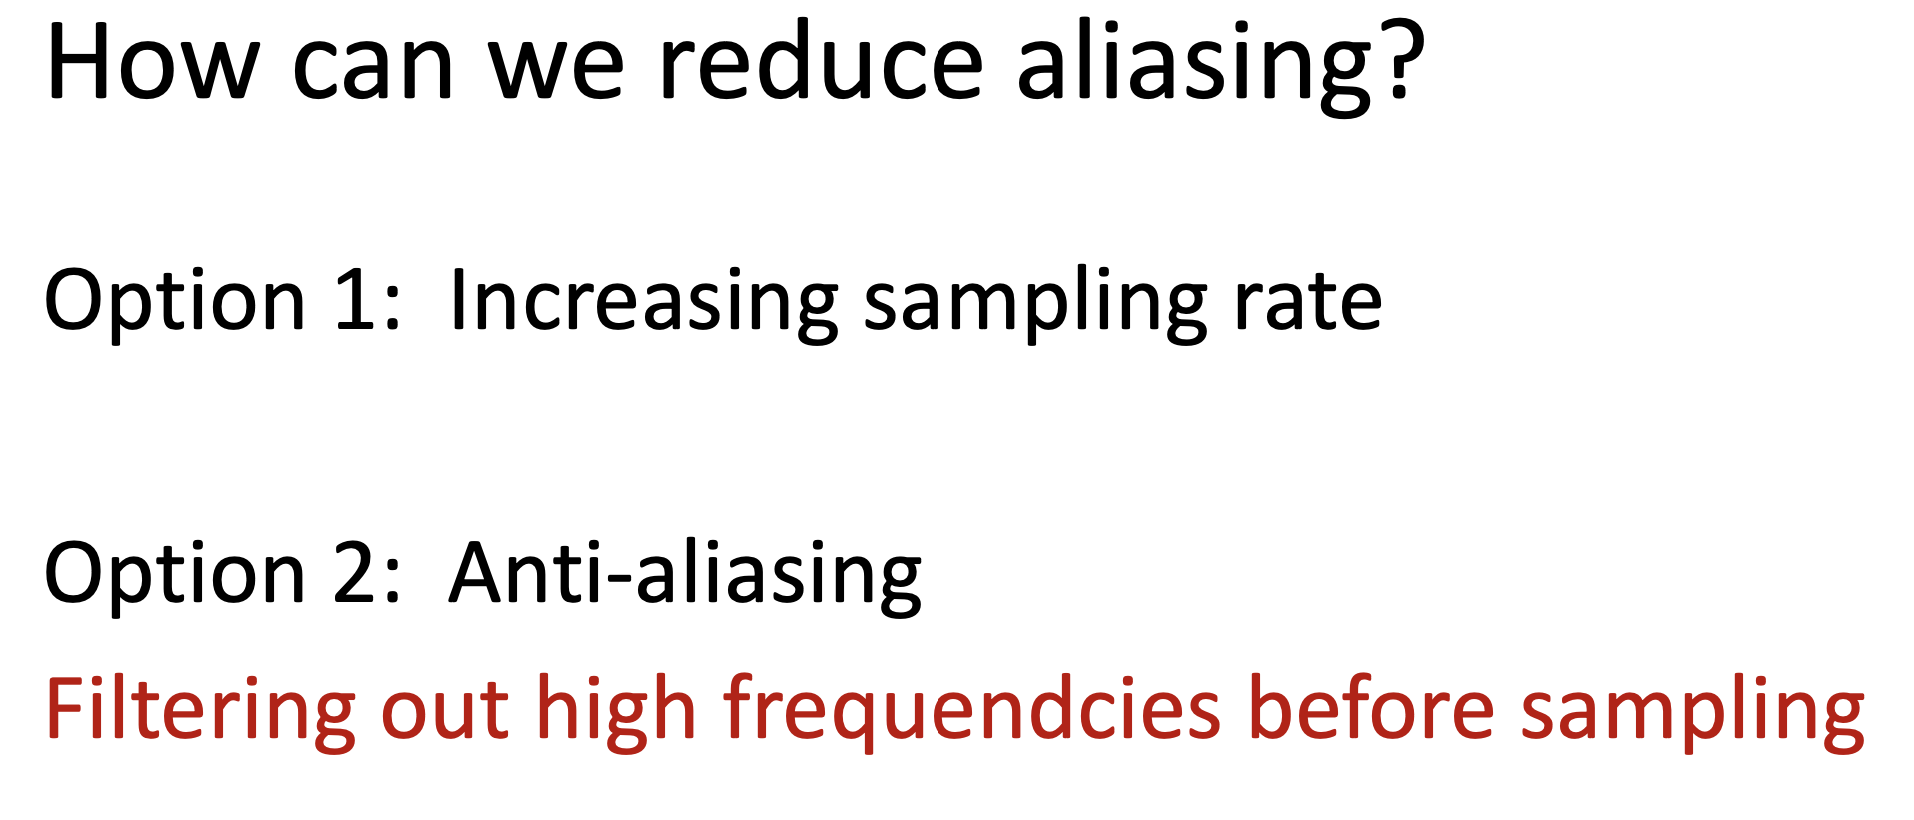 How can we reduce aliasing?
Option 1:  Increasing sampling rate
Option 2:  Anti-aliasing
Filtering out high frequendcies before sampling